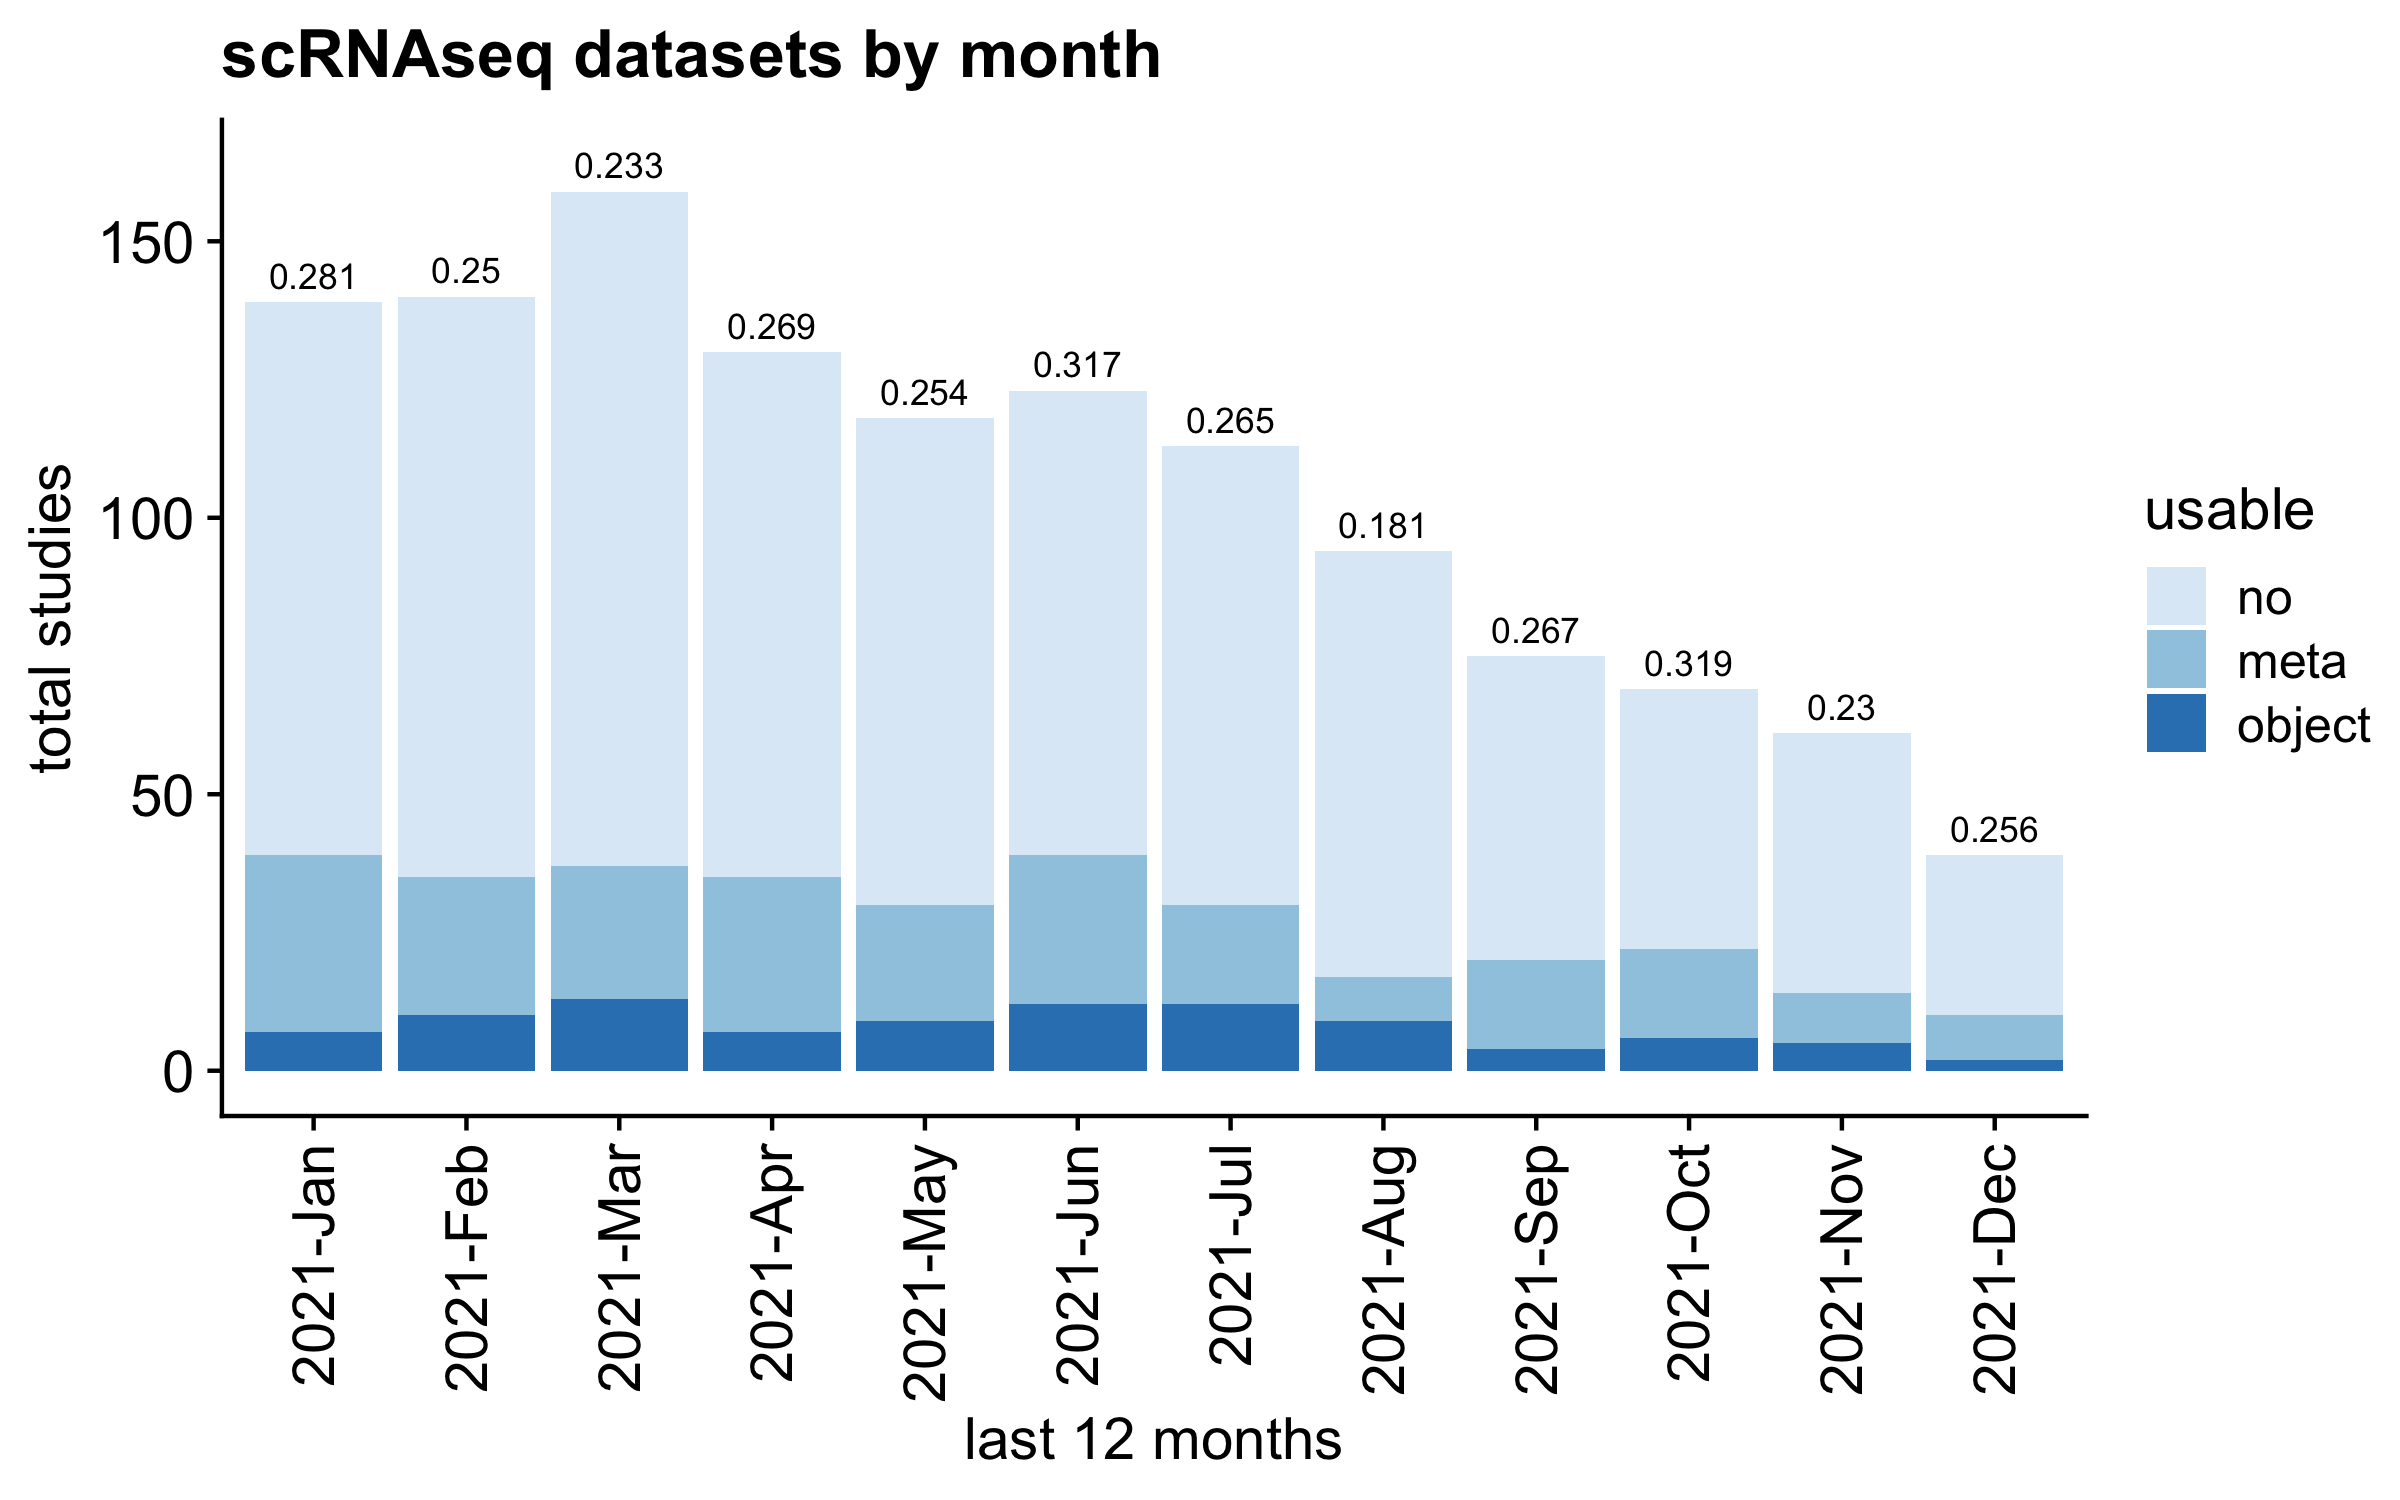 scRNAseq datasets by month
total studies
150
100
50
0
0.281
0.25
0.233
0.269
0.254
0.317
0.265
0.181
0.267
0.319
0.23
0.256
2021-Jan
2021-Feb
2021-Mar
2021-Apr
2021-May
2021-Jun
2021-Jul
2021-Aug
2021-Sep
2021-Oct
2021-Nov
2021-Dec
last 12 months
usable
no
meta
object